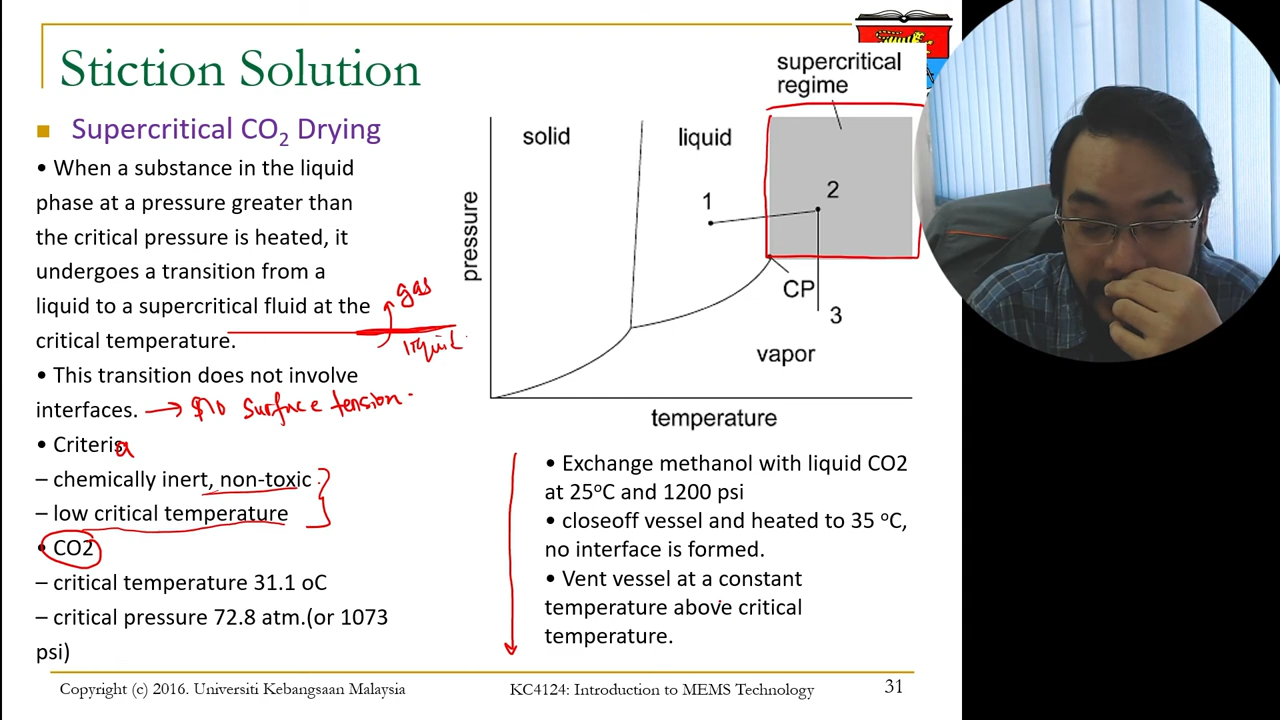 Stiction Solution
Supercritical CO2 Drying
• When a substance in the liquid
phase at a pressure greater than
the critical pressure is heated, it
undergoes a transition from a
liquid to a supercritical fluid at the
critical temperature.
gas
liquid
• This transition does not involve
interfaces. → no surface tension.
• Criteria
– chemically inert, non-toxic
– low critical temperature
• CO2
– critical temperature 31.1 oC
– critical pressure 72.8 atm.(or 1073
psi)
supercritical
regime
solid
liquid
1
2
CP
3
vapor
pressure
temperature
• Exchange methanol with liquid CO2
at 25oC and 1200 psi
• closeoff vessel and heated to 35 oC,
no interface is formed.
• Vent vessel at a constant
temperature above critical
temperature.
Copyright (c) 2016. Universiti Kebangsaan Malaysia
KC4124: Introduction to MEMS Technology
31